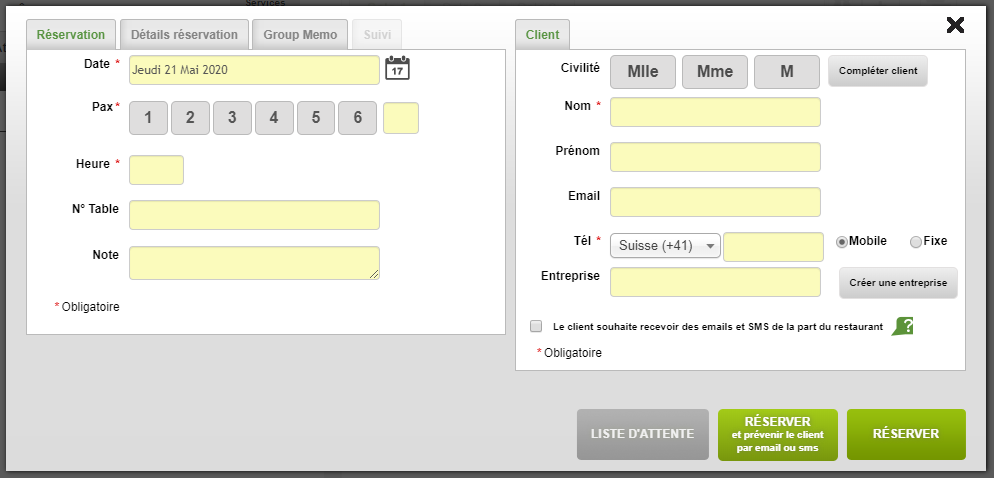 Services
Réservation
Détails réservation
Group Memo
Suivi
Date *
Jeudi 21 Mai 2020
17
Pax *
1 2 3 4 5 6
Heure *
N° Table
Note
* Obligatoire
Client
Civilité
Mlle Mme M
Compléter client
Nom *
Prénom
Email
Tél *
Suisse (+41)
Mobile
Fixe
Entreprise
Créer une entreprise
Le client souhaite recevoir des emails et SMS de la part du restaurant
?
* Obligatoire
LISTE D'ATTENTE
RÉSERVER
et prévenir le client
par email ou sms
RÉSERVER